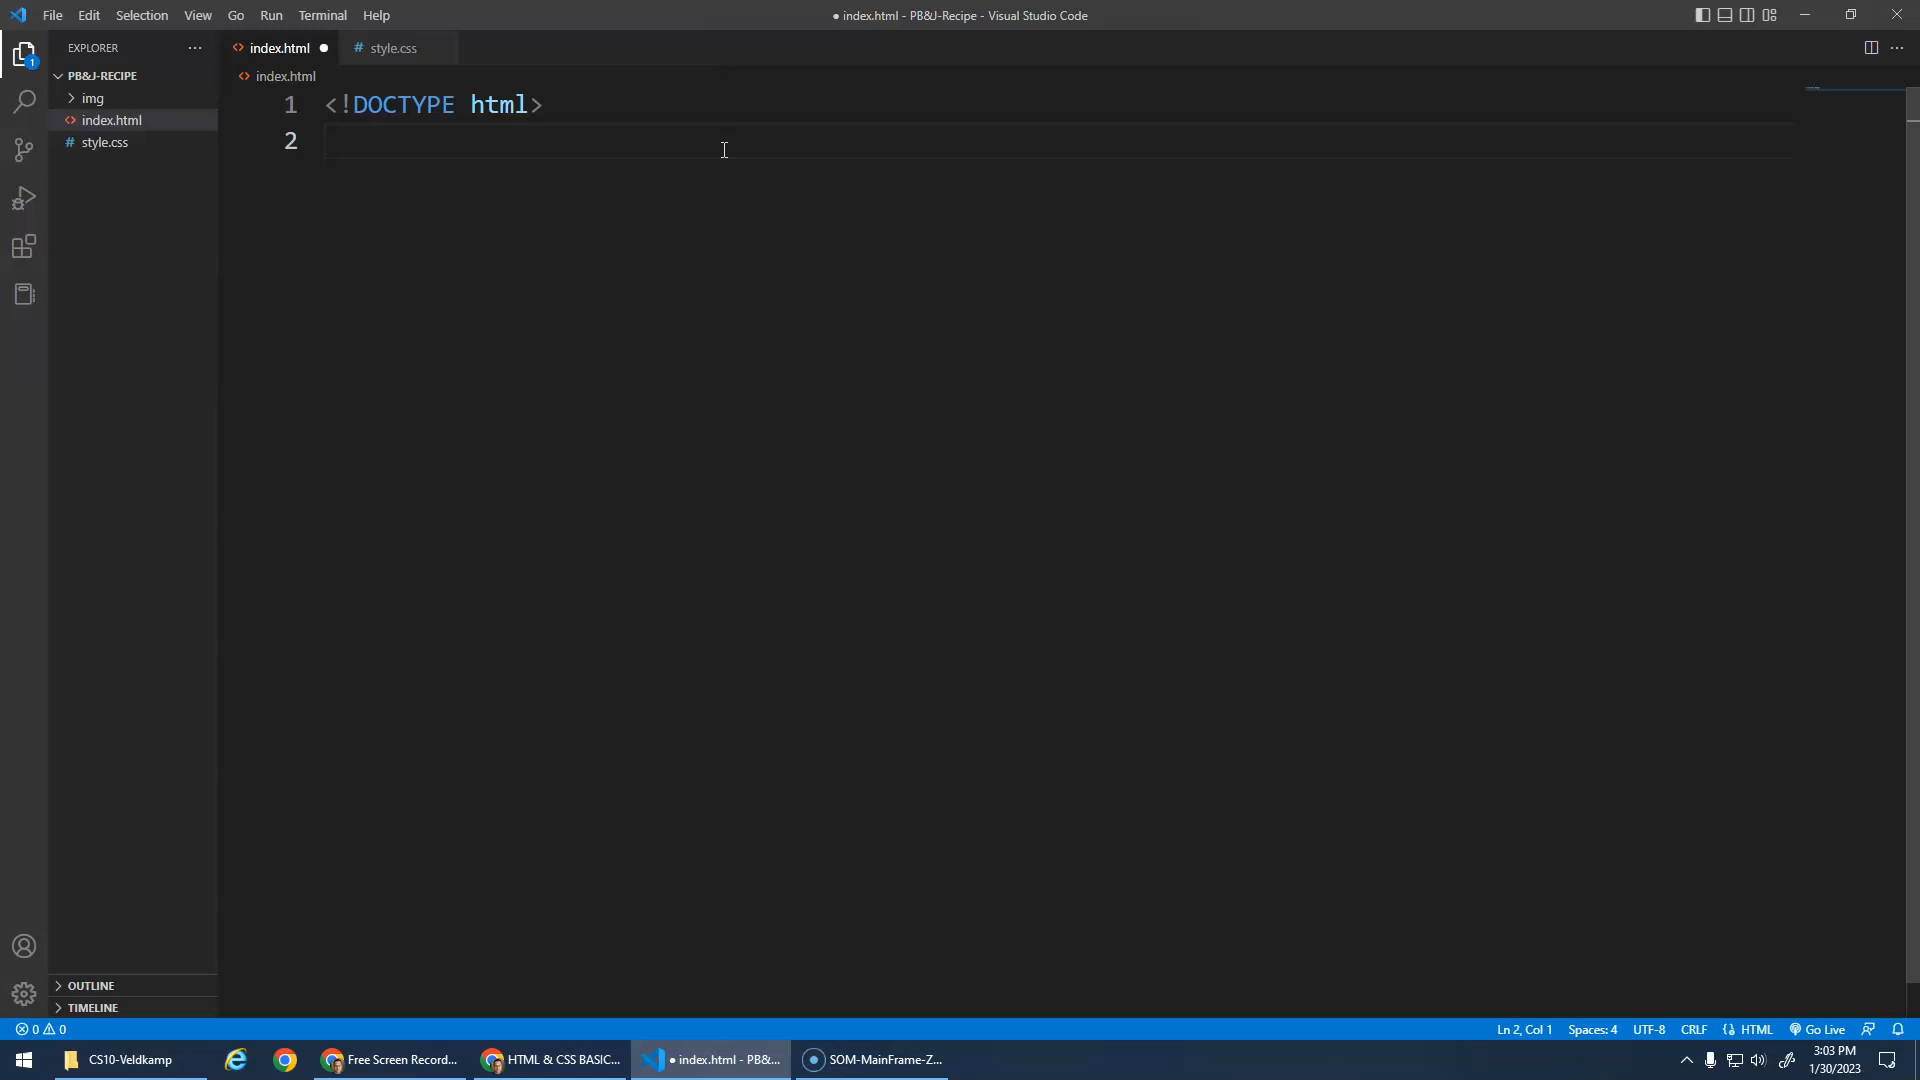 File Edit Selection View Go Run Terminal Help
● index.html - PB&J-Recipe - Visual Studio Code
EXPLORER
index.html
style.css
PB&J-RECIPE
index.html
img
index.html
style.css
1 <!DOCTYPE html>
2
1
OUTLINE
TIMELINE
0 0
Ln 2, Col 1 Spaces: 4 UTF-8 CRLF HTML Go Live
CS10-Veldkamp
Free Screen Record...
HTML & CSS BASIC...
● index.html - PB&...
SOM-MainFrame-Z...
3:03 PM
1/30/2023